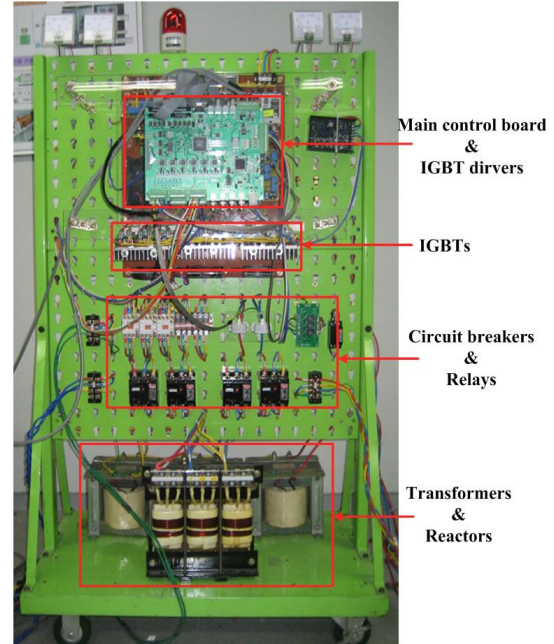 Main control board
&
IGBT dirvers
IGBTs
Circuit breakers
&
Relays
Transformers
&
Reactors